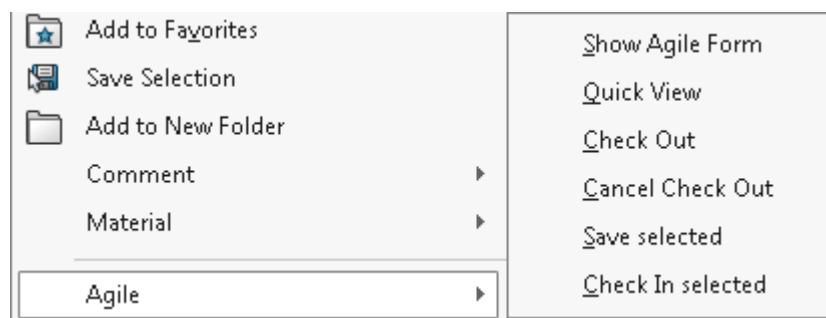 Add to Favorites
Save Selection
Add to New Folder
Comment
Material
Agile
Show Agile Form
Quick View
Check Out
Cancel Check Out
Save selected
Check In selected